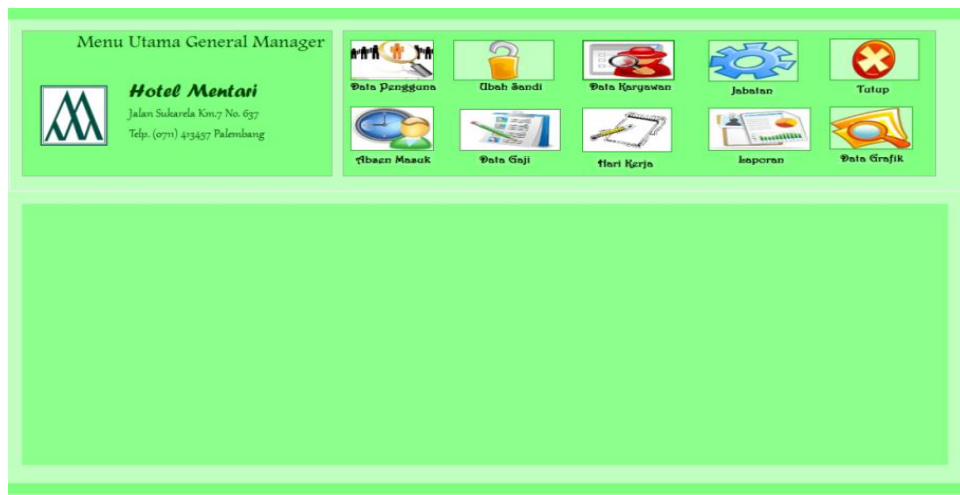 Menu Utama General Manager
Hotel Mentari
Jalan Sukarela Km.7 No. 697
Telp. (0711) 413457 Palembang
Data Pengguna
Ubah Sandi
Data Karyawan
Jabatan
Tutup
Absen Masuk
Data Gaji
Hari Kerja
Laporan
Data Grafik